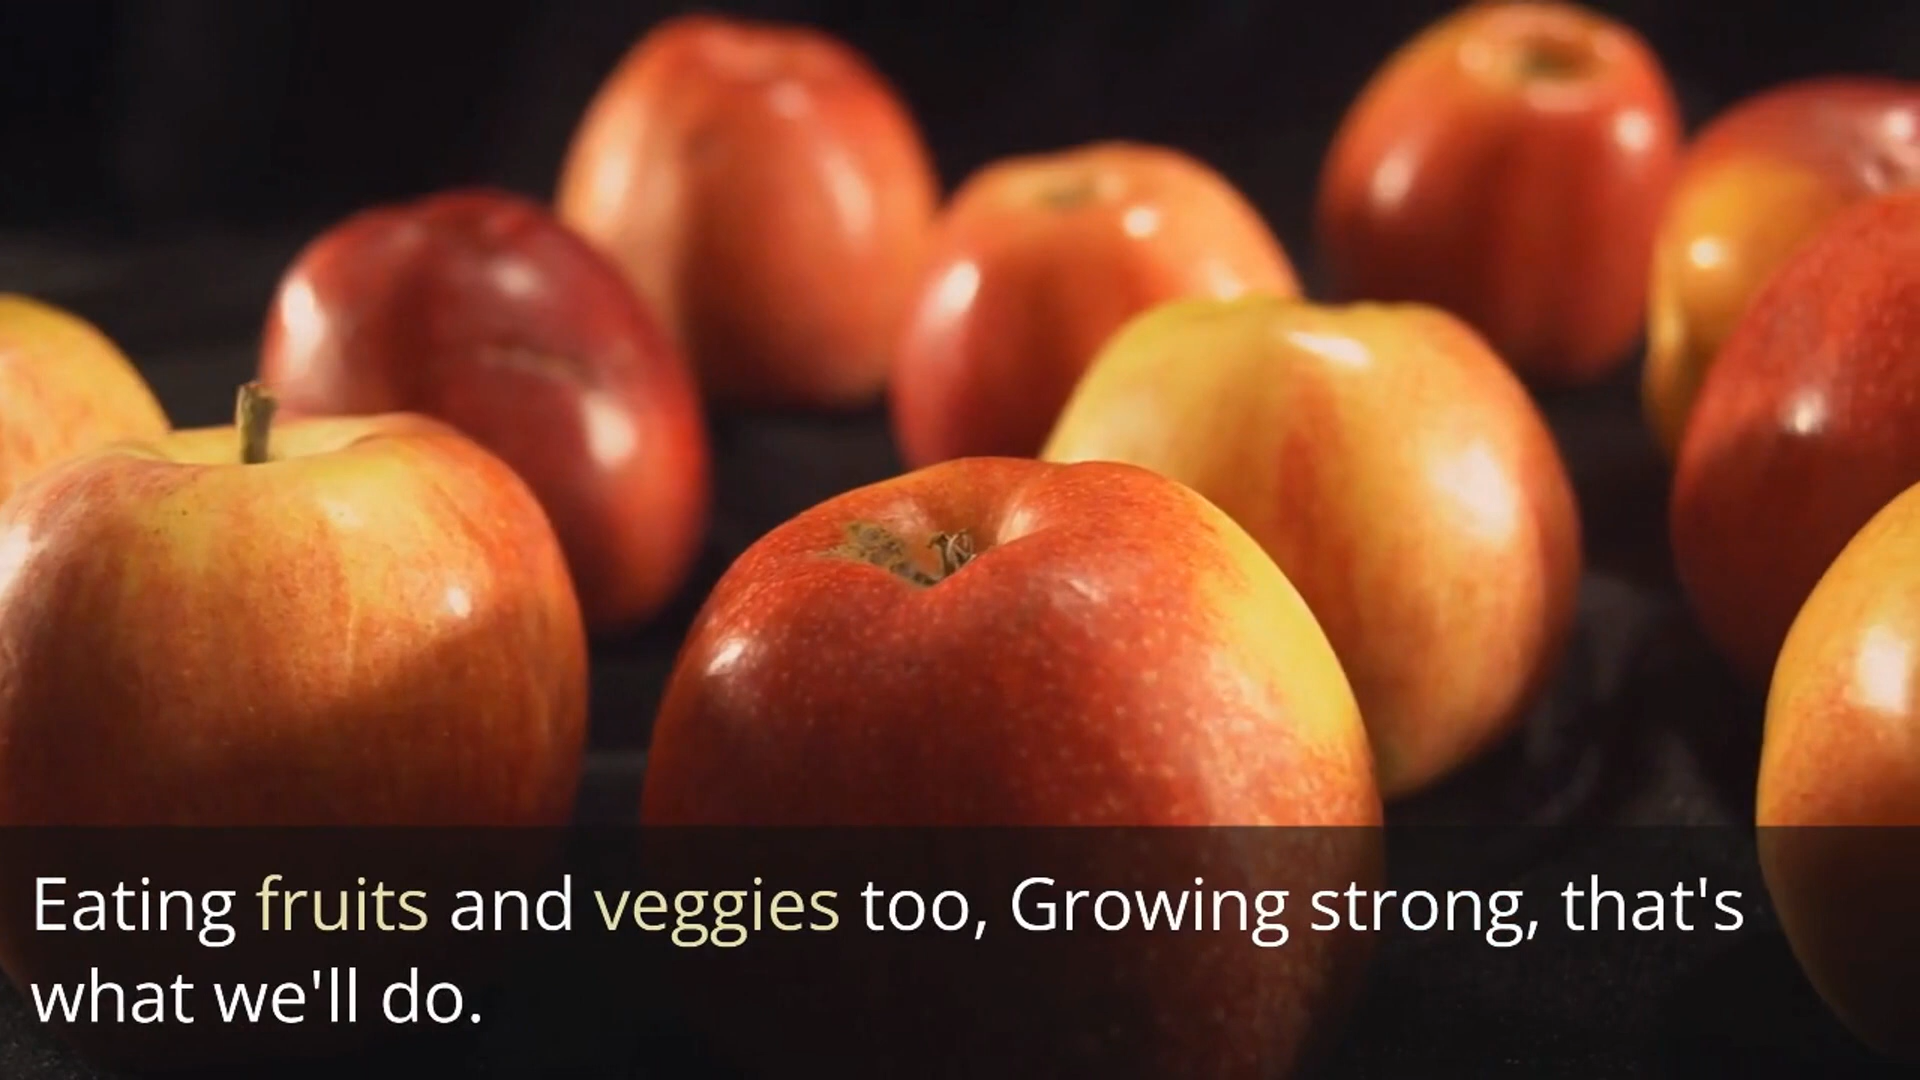 Eating fruits and veggies too, Growing strong, that's
what we'll do.